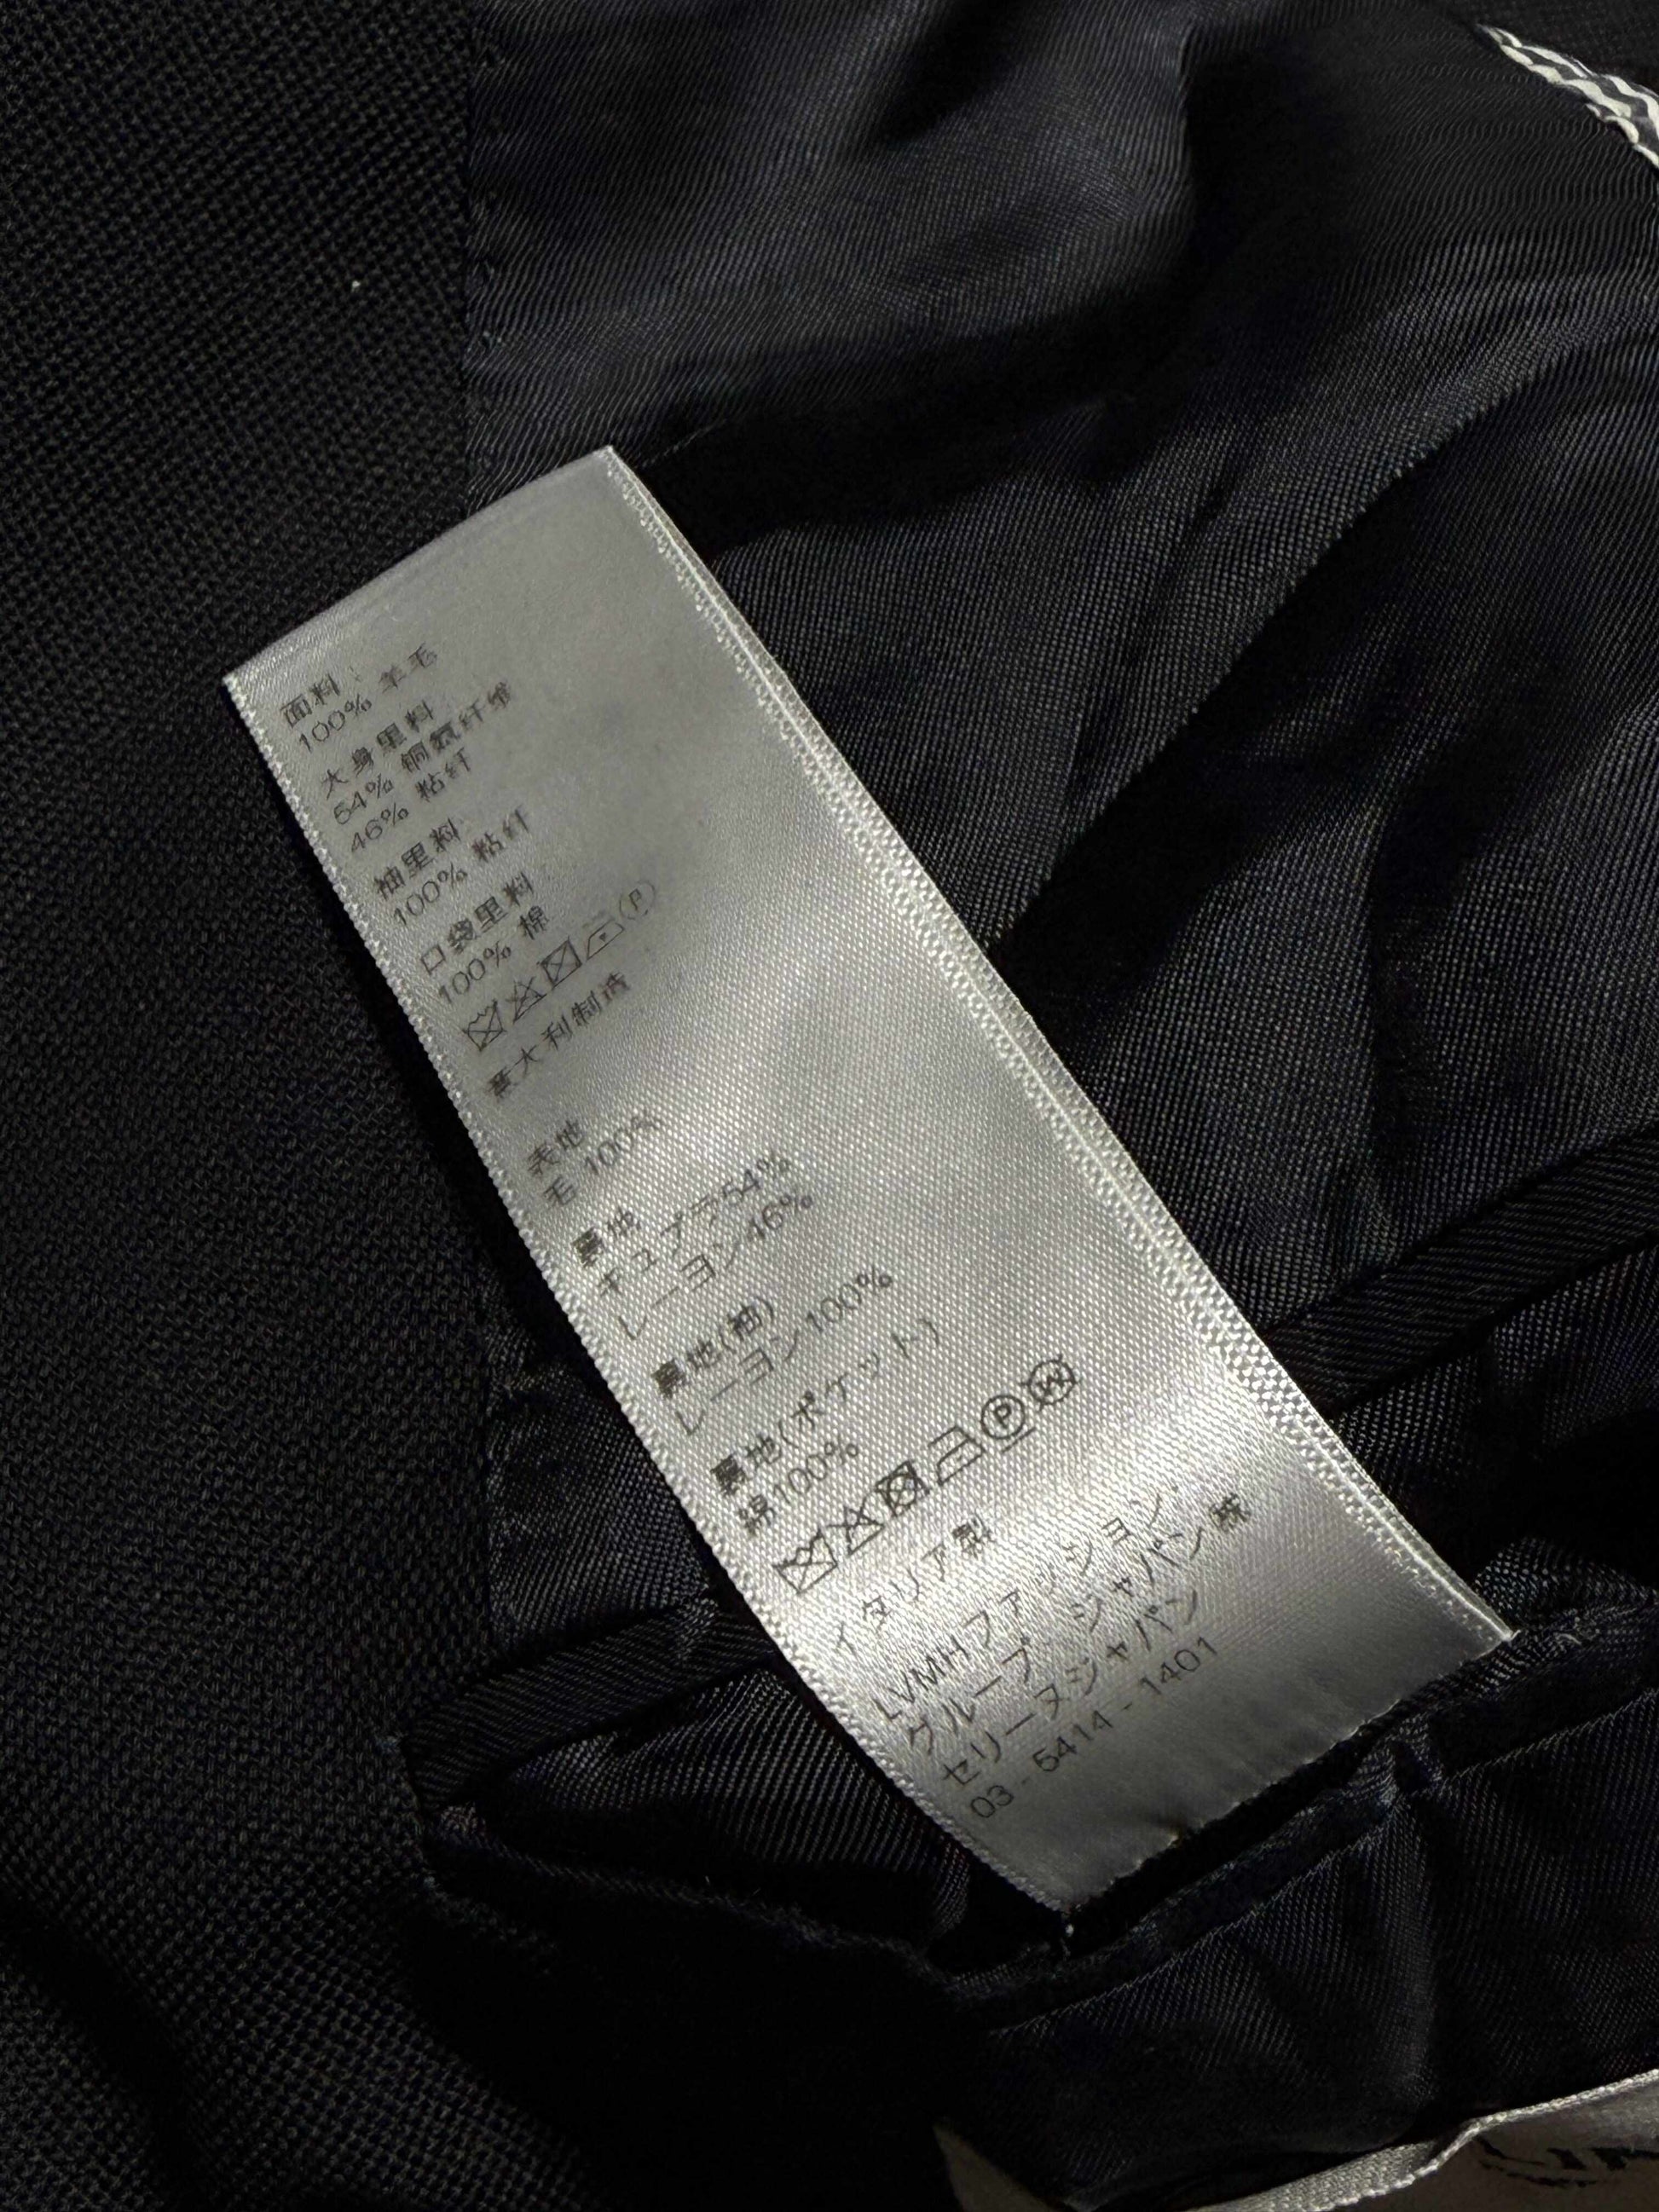 面料：
100% 羊毛
大身里料
54% 铜氨纤维
46% 粘纤
袖里料
100% 粘纤
口袋里料
100% 棉
意大利制造
表地
毛 100%
裏地
キュプラ54%
レーヨン46%
裏地(袖)
レーヨン100%
裏地(ポケット)
綿100%
イタリア製
LVMHファッション・
グループ・ジャパン㈱
セリーヌジャパン
03-5414-1401